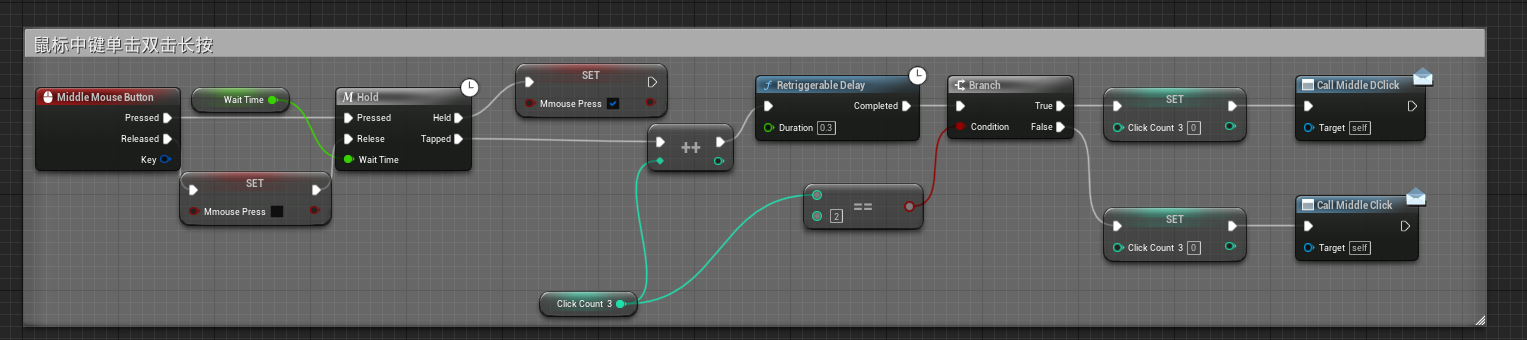 鼠标中键单击双击长按
Middle Mouse Button
Pressed
Released
Key
Wait Time
SET
Mmouse Press
Hold
Pressed
Held
Relese
Tapped
Wait Time
SET
Mmouse Press
++
Click Count 3
Retriggerable Delay
Completed
Duration 0.3
2
==
Branch
True
Condition
False
SET
Click Count 3 0
Call Middle DClick
Target self
SET
Click Count 3 0
Call Middle Click
Target self